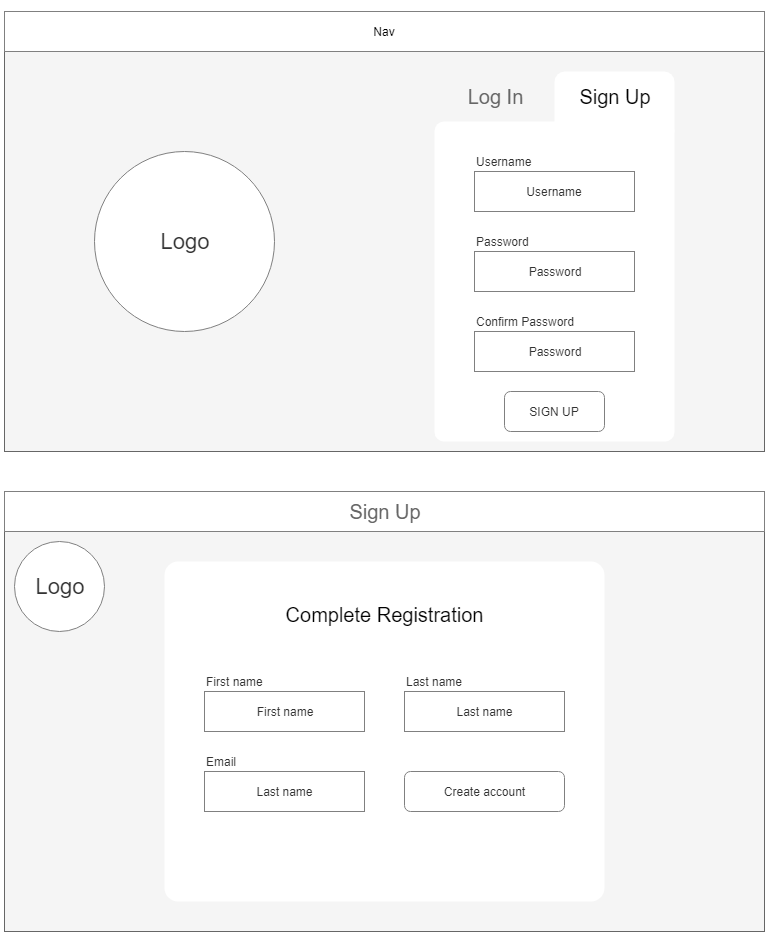 Nav
Log In
Sign Up
Logo
Username
Username
Password
Password
Confirm Password
Password
SIGN UP
Sign Up
Logo
Complete Registration
First name
Last name
First name
Last name
Email
Last name
Create account